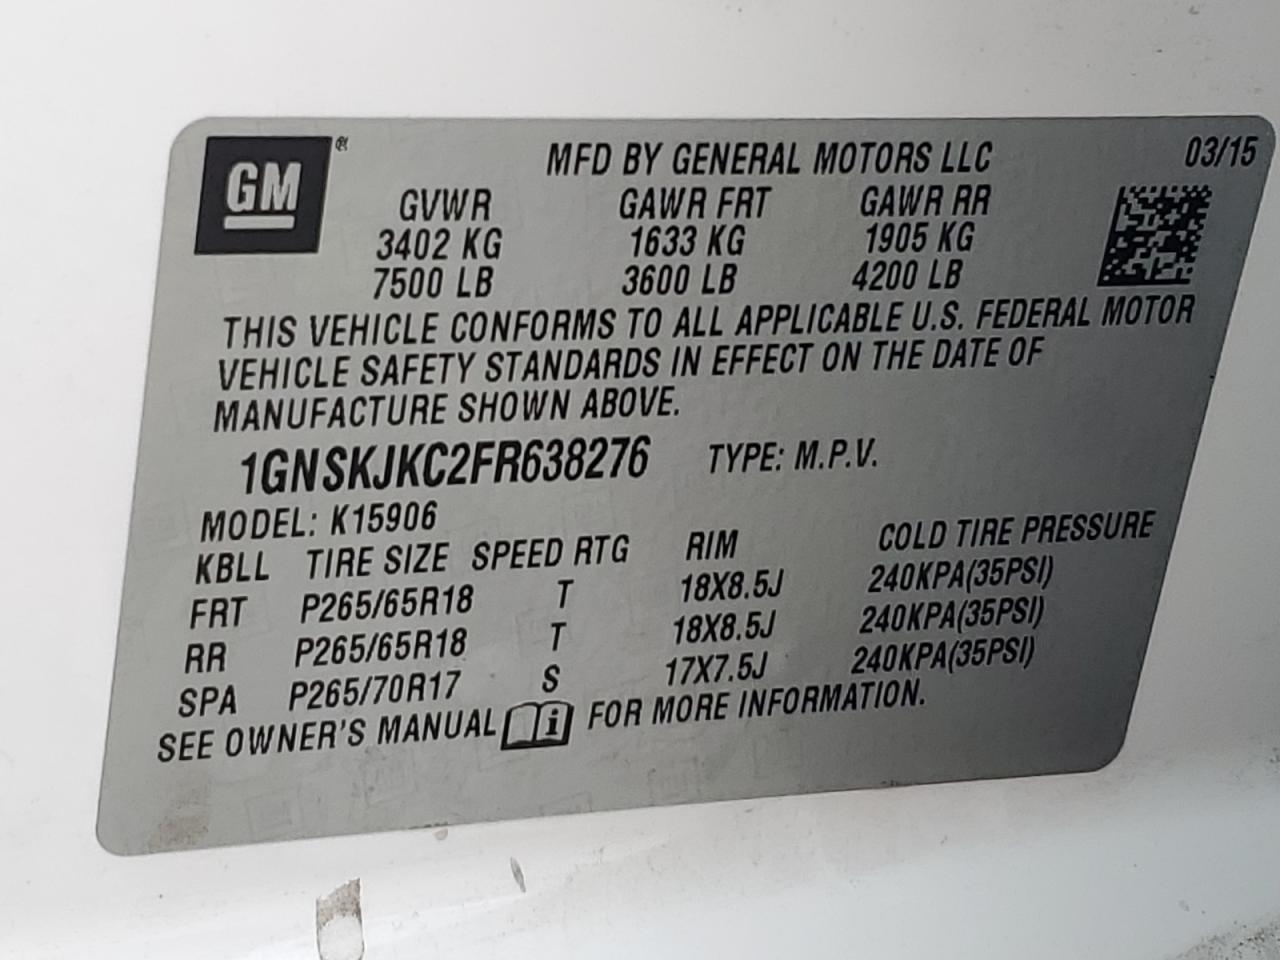 GM ®
MFD BY GENERAL MOTORS LLC 03/15
GVWR GAWR FRT GAWR RR
3402 KG 1633 KG 1905 KG
7500 LB 3600 LB 4200 LB
THIS VEHICLE CONFORMS TO ALL APPLICABLE U.S. FEDERAL MOTOR
VEHICLE SAFETY STANDARDS IN EFFECT ON THE DATE OF
MANUFACTURE SHOWN ABOVE.
1GNSKJKC2FR638276 TYPE: M.P.V.
MODEL: K15906
KBLL TIRE SIZE SPEED RTG RIM COLD TIRE PRESSURE
FRT P265/65R18 T 18X8.5J 240KPA(35PSI)
RR P265/65R18 T 18X8.5J 240KPA(35PSI)
SPA P265/70R17 S 17X7.5J 240KPA(35PSI)
SEE OWNER'S MANUAL i FOR MORE INFORMATION.